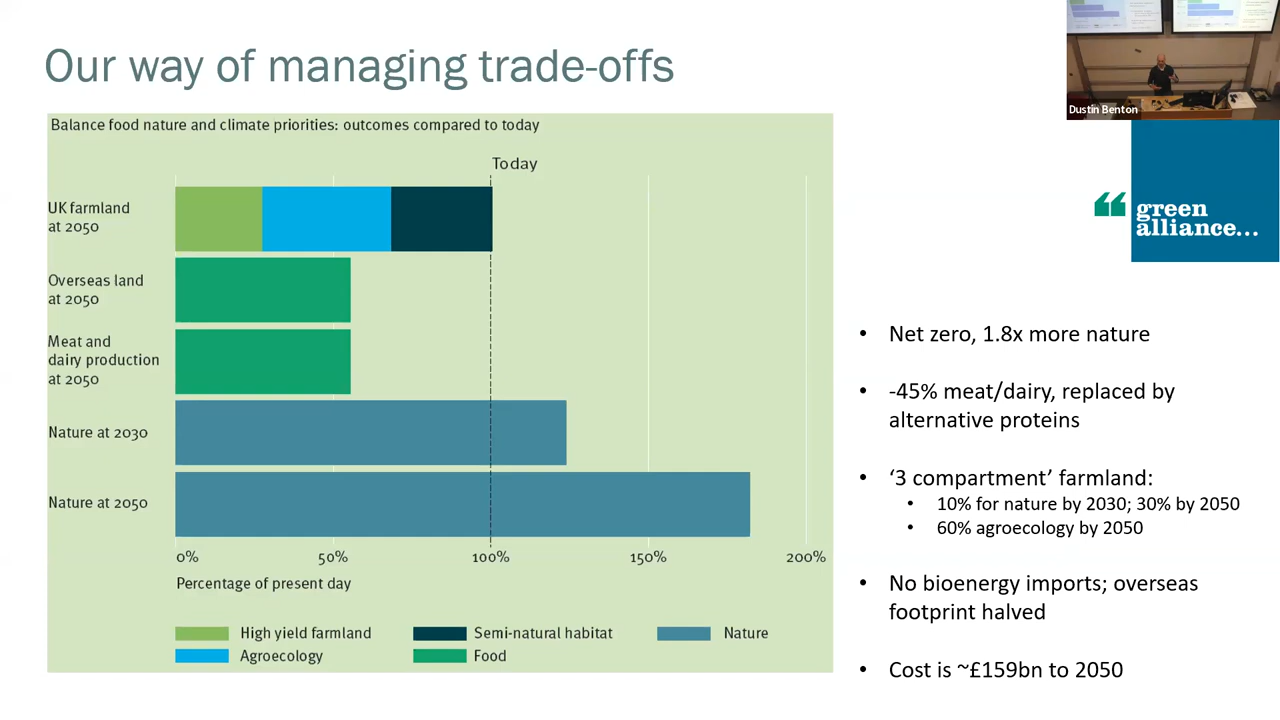 Our way of managing trade-offs
Dustin Benton
green
alliance...
Balance food nature and climate priorities: outcomes compared to today
Today
UK farmland
at 2050
Overseas land
at 2050
Meat and
dairy production
at 2050
Nature at 2030
Nature at 2050
0%
50%
100%
150%
200%
Percentage of present day
High yield farmland
Semi-natural habitat
Nature
Agroecology
Food
• Net zero, 1.8x more nature
• -45% meat/dairy, replaced by
alternative proteins
• ‘3 compartment’ farmland:
• 10% for nature by 2030; 30% by 2050
• 60% agroecology by 2050
• No bioenergy imports; overseas
footprint halved
• Cost is ~£159bn to 2050